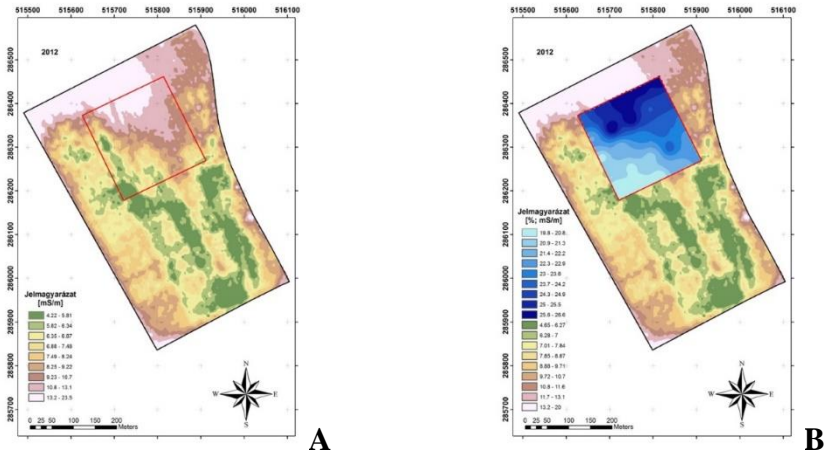 515500 515600 515700 515800 515900 516000 516100
286500
286400
286300
286200
286100
286000
285900
285800
285700
2012
Jelmagyarázat
[mS/m]
4.22 - 5.81
5.82 - 6.34
6.35 - 6.87
6.88 - 7.48
7.49 - 8.24
8.25 - 9.22
9.23 - 10.7
10.8 - 13.1
13.2 - 23.5
N
W E
S
0 25 50 100 150 200
Meters
A
515500 515600 515700 515800 515900 516000 516100
286500
286400
286300
286200
286100
286000
285900
285800
285700
2012
Jelmagyarázat
[%; mS/m]
19.8 - 20.8
20.9 - 21.3
21.4 - 22.2
22.3 - 22.9
23 - 23.6
23.7 - 24.2
24.3 - 24.9
25 - 25.5
25.6 - 26.6
4.65 - 6.27
6.28 - 7
7.01 - 7.84
7.85 - 8.87
8.88 - 9.71
9.72 - 10.7
10.8 - 11.6
11.7 - 13.1
13.2 - 20
N
W E
S
0 25 50 100 150 200
Meters
B